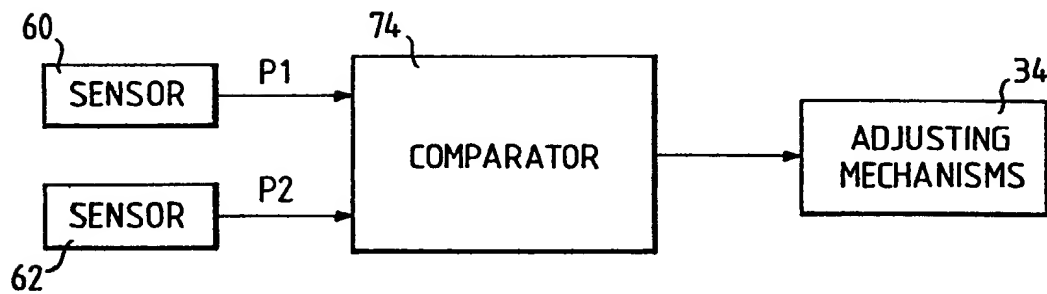 60
SENSOR
P1
74
COMPARATOR
34
ADJUSTING
MECHANISMS
P2
SENSOR
62